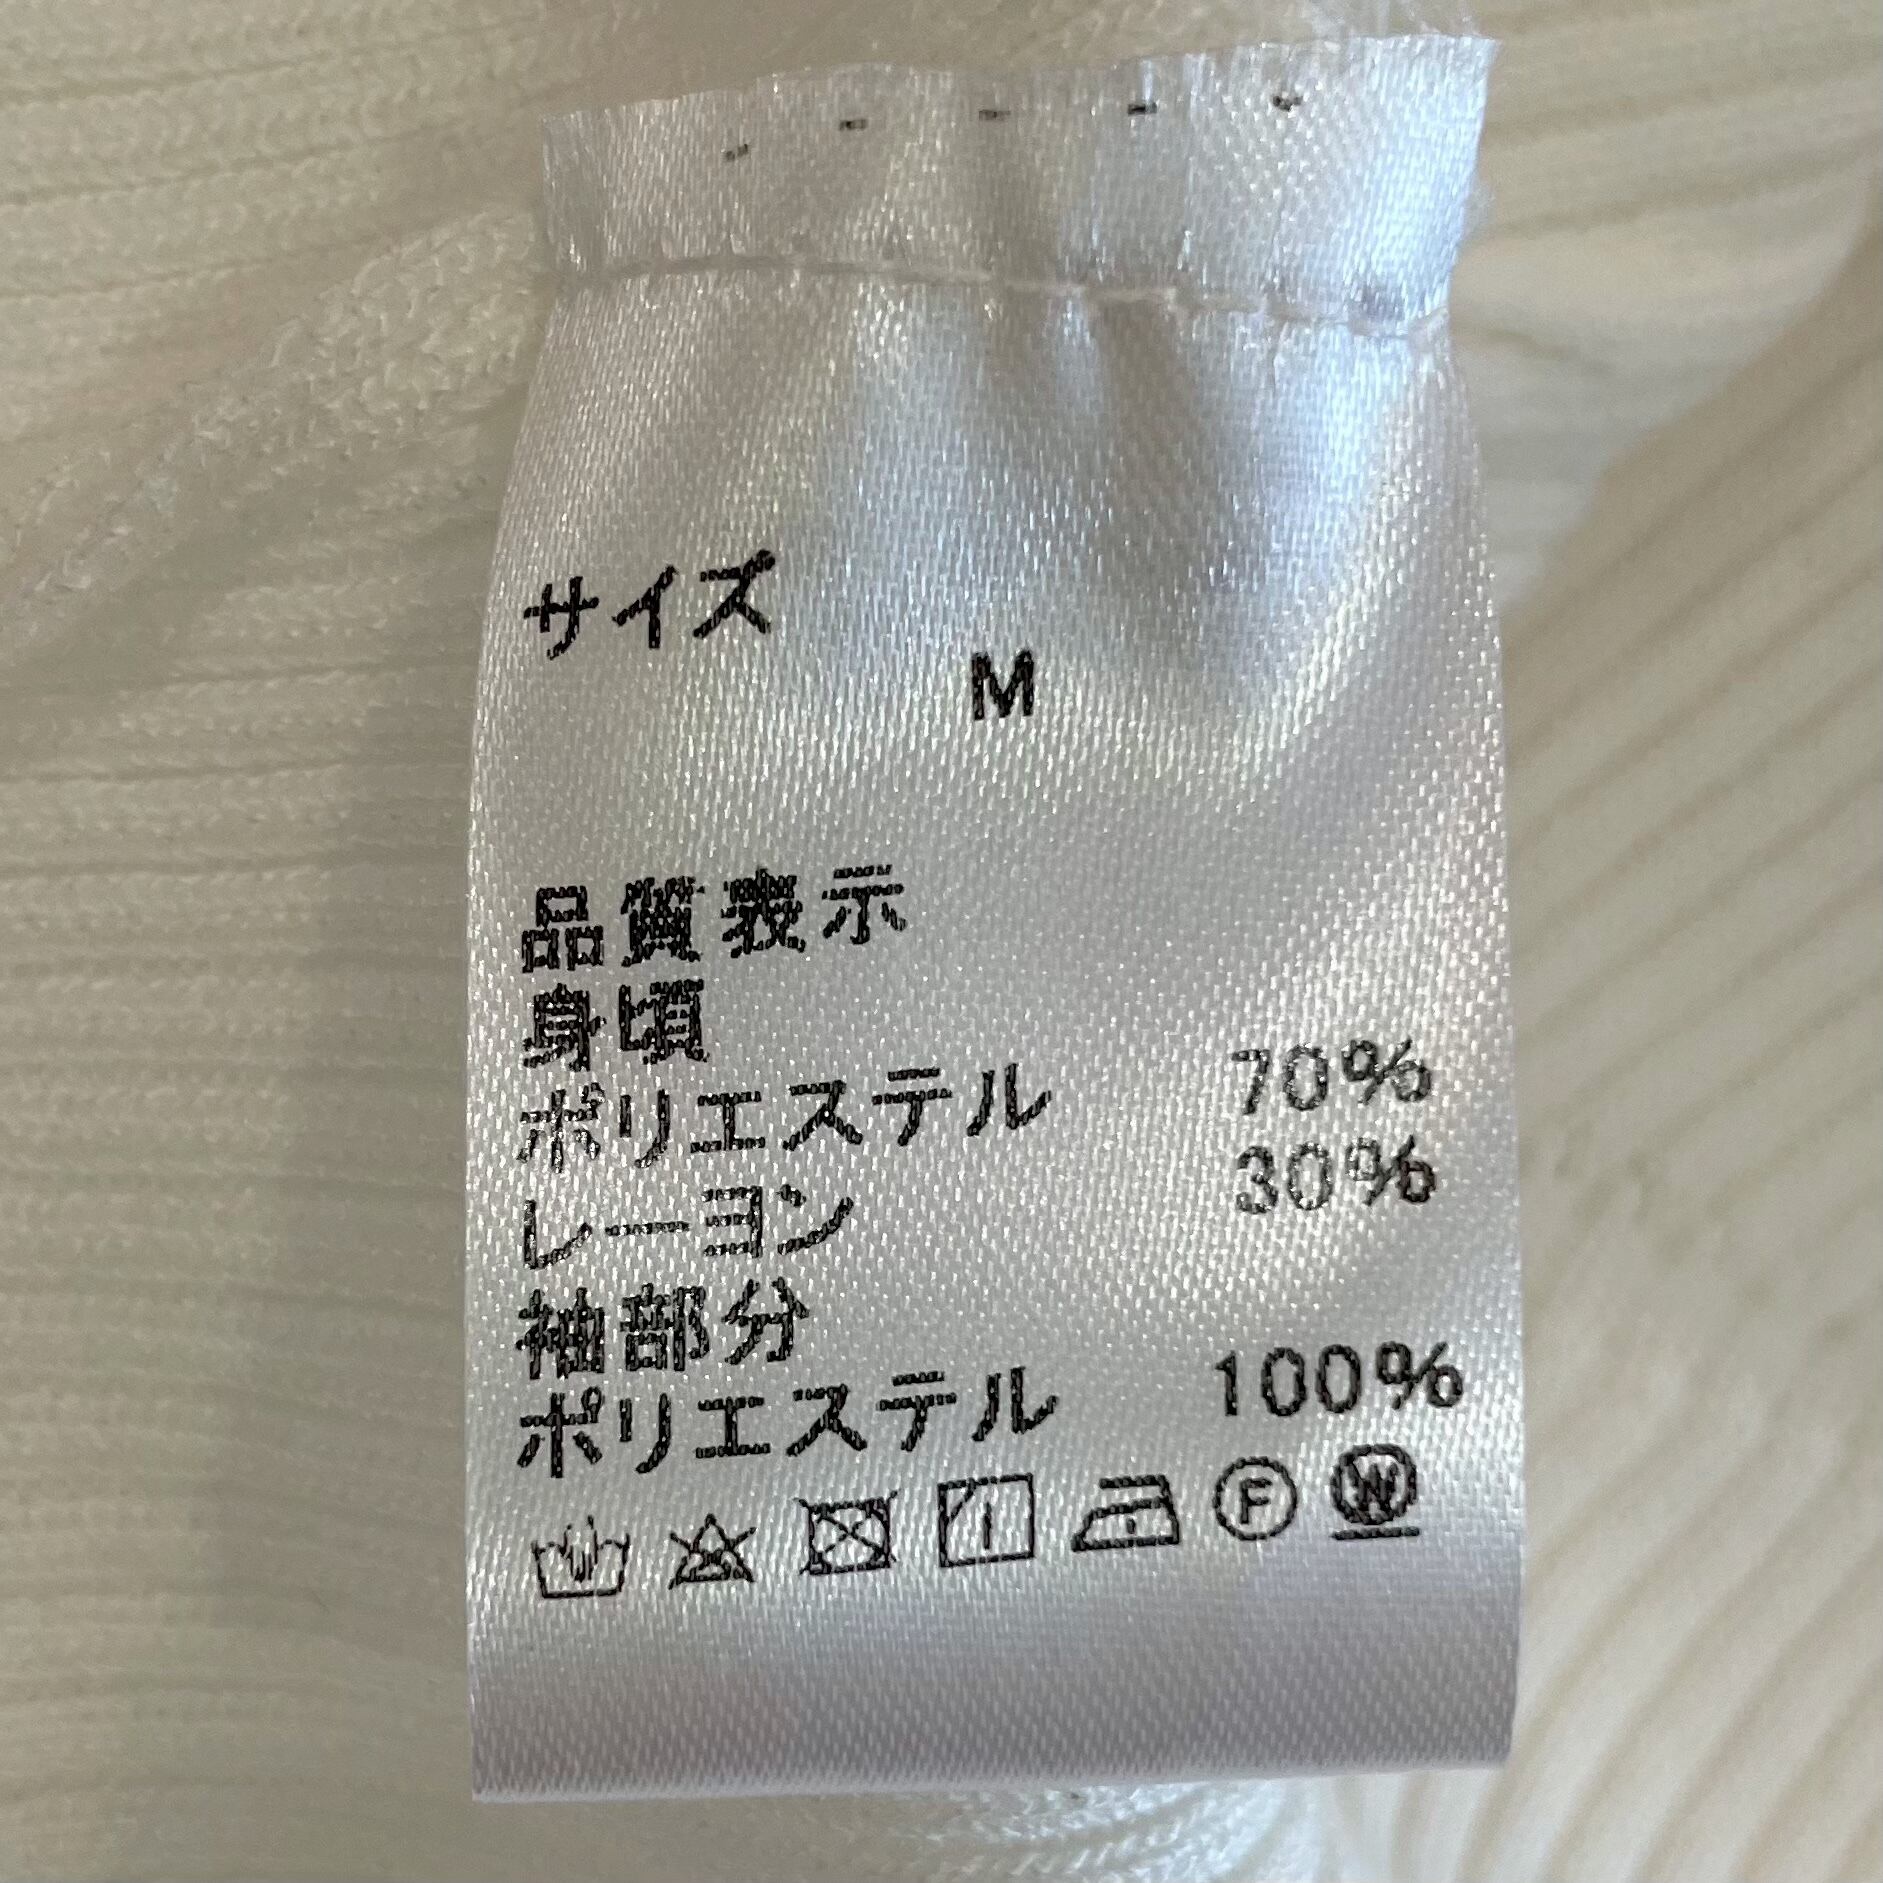 サイズ
M
品質表示
身頃
ポリエステル 70%
レーヨン 30%
袖部分
ポリエステル 100%
F W